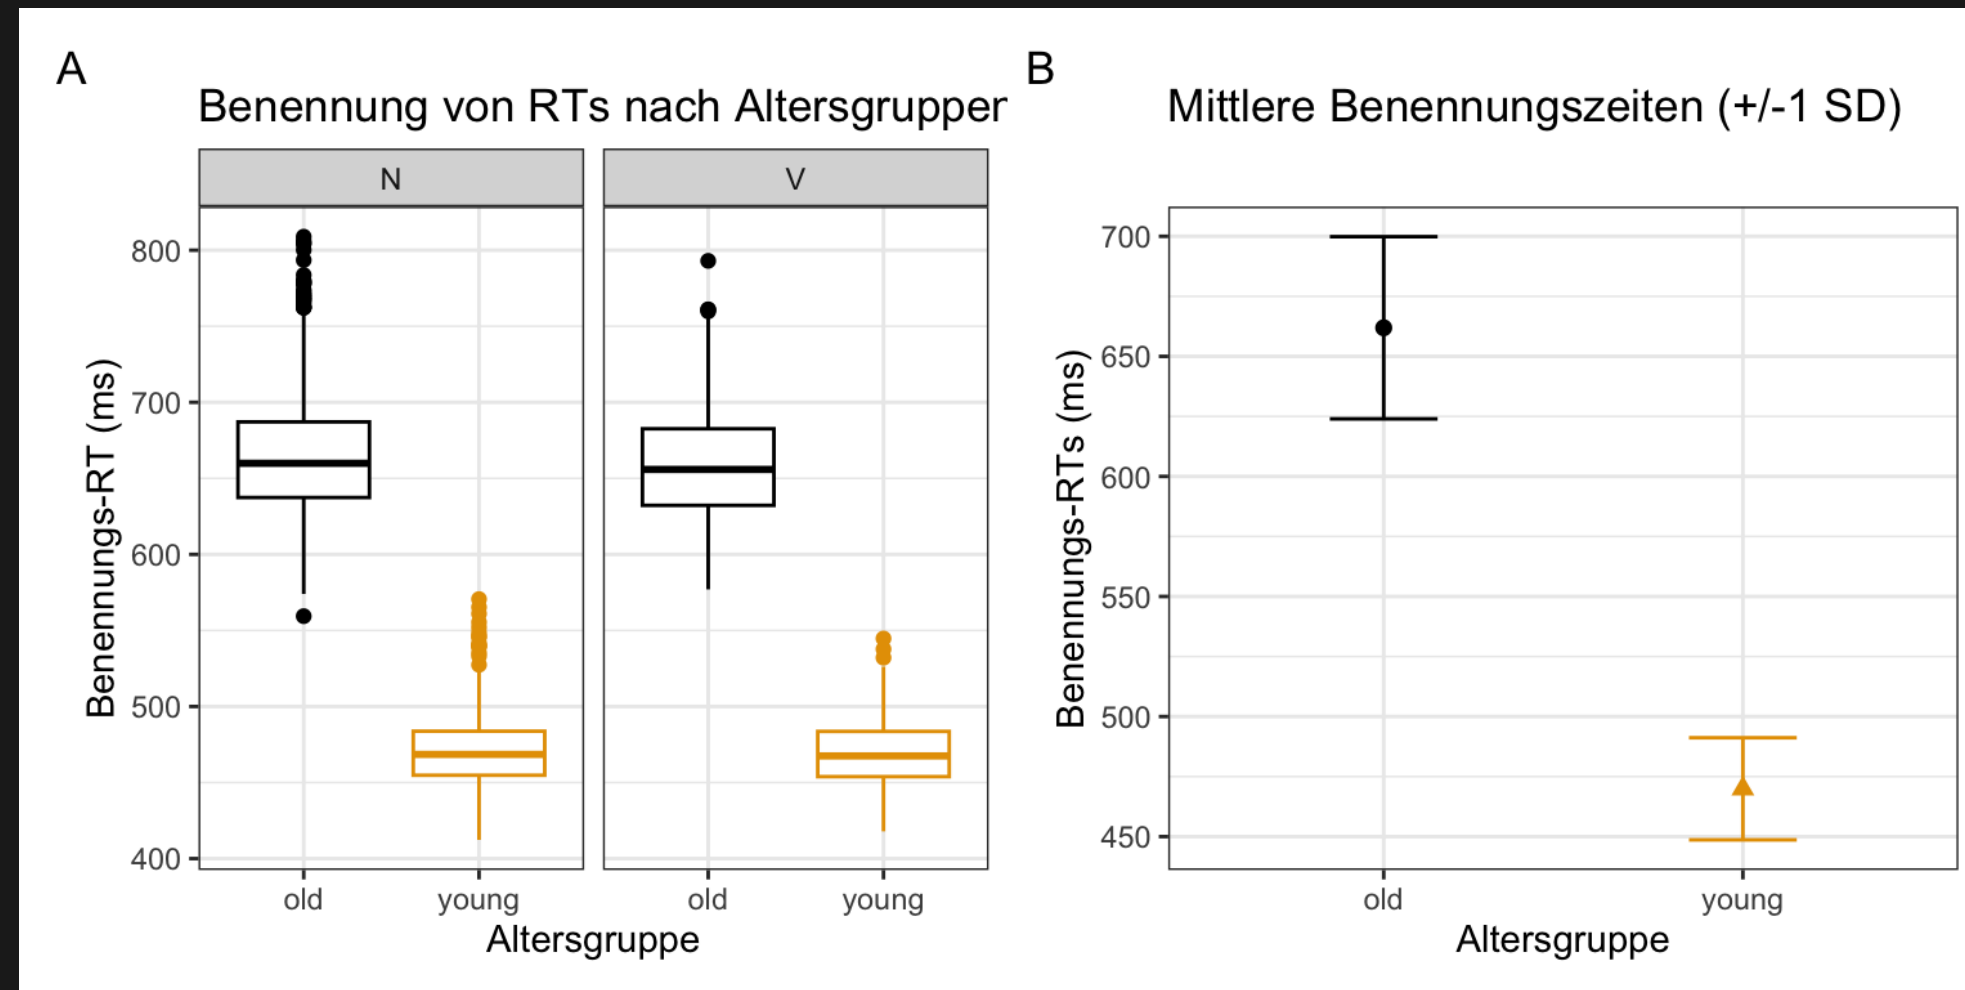 A
Benennung von RTs nach Altersgrupper
N
V
Benennungs-RT (ms)
800
700
600
500
400
old
young
old
young
Altersgruppe
B
Mittlere Benennungszeiten (+/-1 SD)
Benennungs-RTs (ms)
700
650
600
550
500
450
old
young
Altersgruppe